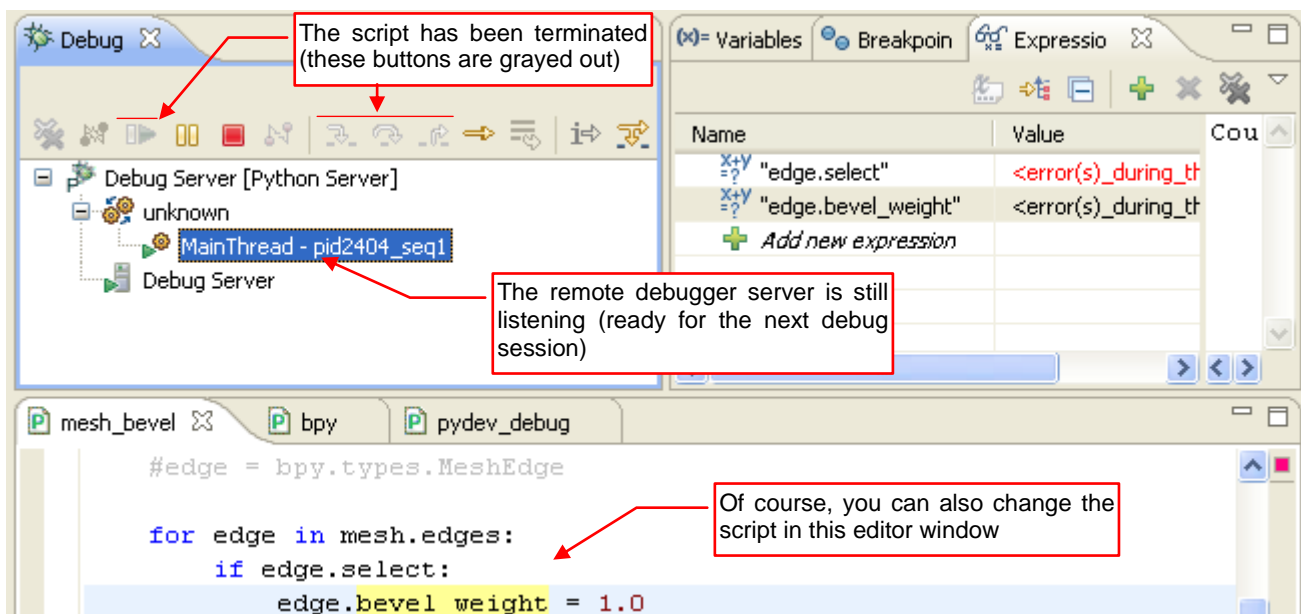 Debug
The script has been terminated
(these buttons are grayed out)
(x)= Variables
Breakpoin
Expressio
Name
Value
Cou
Debug Server [Python Server]
unknown
MainThread - pid2404_seq1
Debug Server
"edge.select"
<error(s)_during_th
"edge.bevel_weight"
<error(s)_during_th
Add new expression
The remote debugger server is still
listening (ready for the next debug
session)
mesh_bevel
bpy
pydev_debug
#edge = bpy.types.MeshEdge
Of course, you can also change the
script in this editor window
for edge in mesh.edges:
if edge.select:
edge.bevel_weight = 1.0